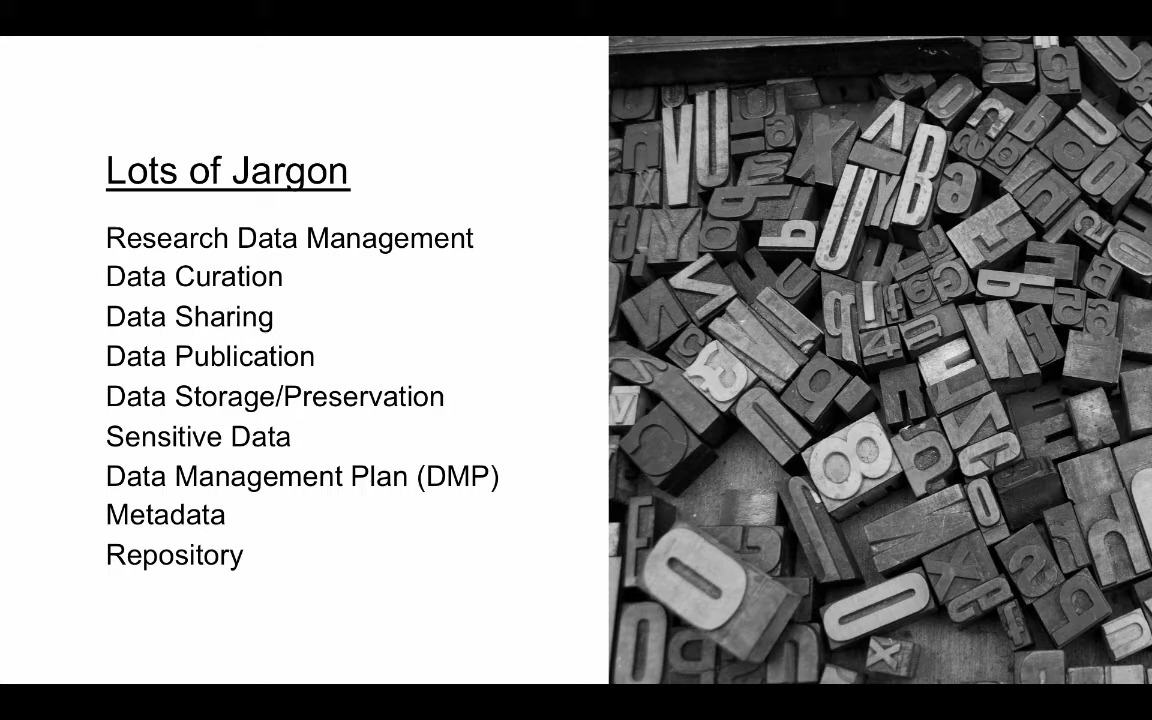 Lots of Jargon
Research Data Management
Data Curation
Data Sharing
Data Publication
Data Storage/Preservation
Sensitive Data
Data Management Plan (DMP)
Metadata
Repository